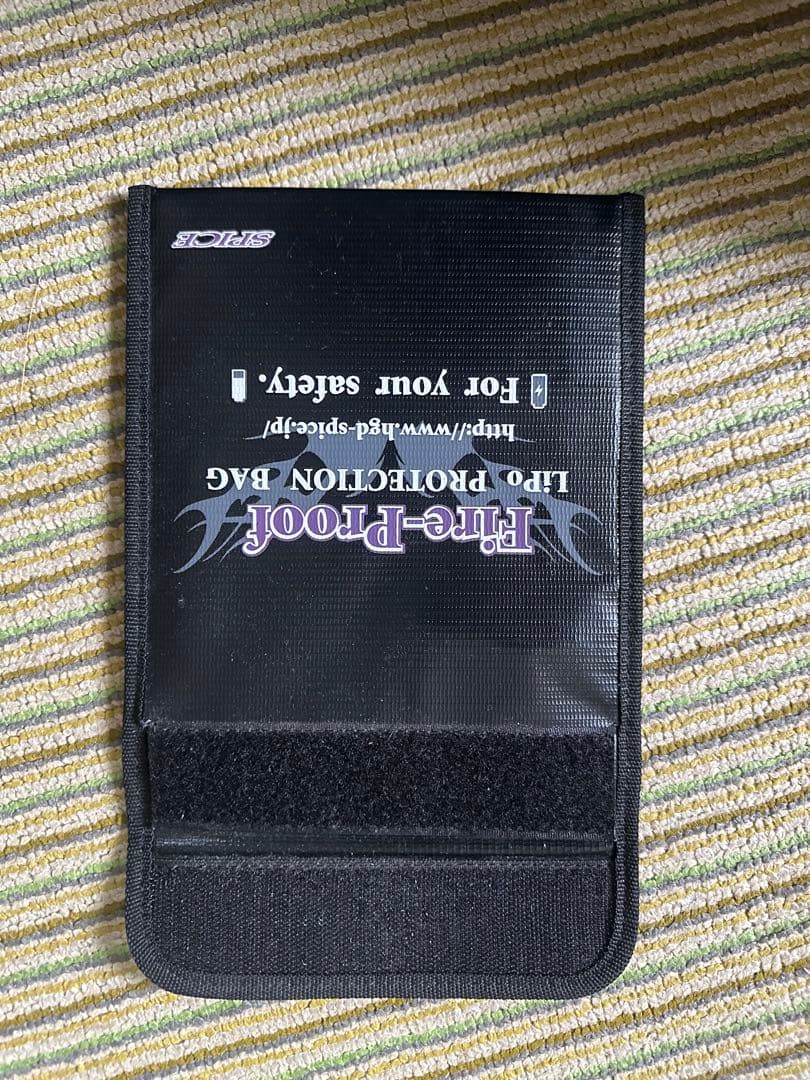 Fire-Proof
LiPo PROTECTION BAG
http://www.hgd-spice.jp/
For your safety.
SPICE